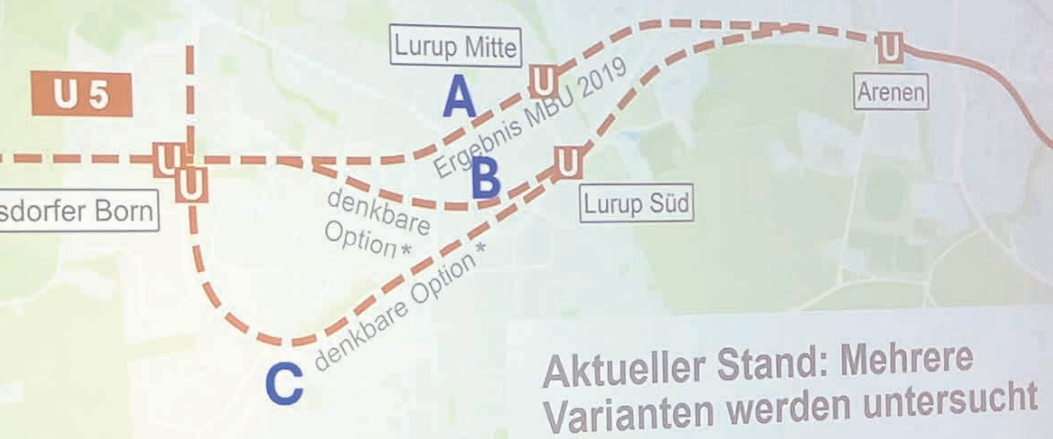 Lurup Mitte
A
U
Ergebnis MBU 2019
U
Arenen
U 5
U
U
sdorfer Born
B
U
Lurup Süd
denkbare
Option*
denkbare Option*
C
Aktueller Stand: Mehrere
Varianten werden untersucht